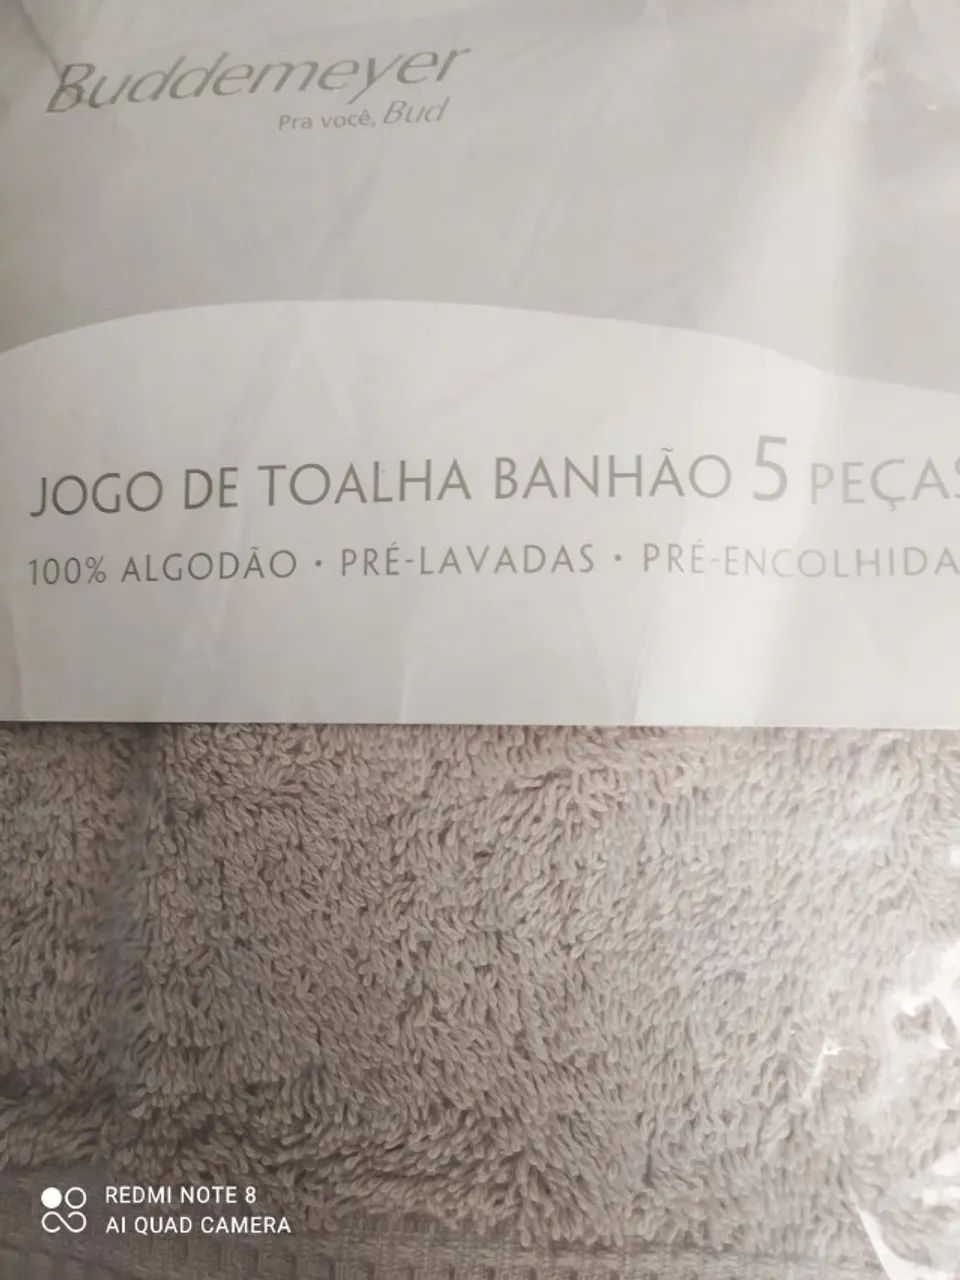 Buddemeyer
Pra você, Bud
JOGO DE TOALHA BANHÃO 5 PEÇAS
100% ALGODÃO · PRÉ-LAVADAS · PRÉ-ENCOLHIDA
REDMI NOTE 8
AI QUAD CAMERA